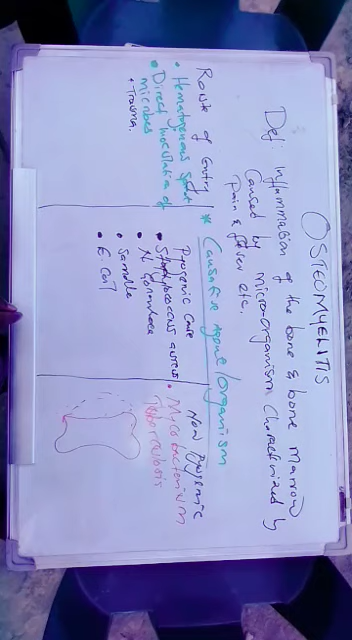 OSTEOMYELITIS
Def: inflammation of the bone & bone marrow
Caused by micro-organism Characterized by
Pain & fever etc.
Route of Entry
• Hematogenous Spread
• Direct Inoculation of
microbes
• Trauma.
* Causative Agent/Organism
Pyogenic Cause
• Staphylococcus aureus
• N. Gonorrhoea
• Salmonella
• E. Coli
Non Pyogenic
• Mycobacterium
Tuberculosis